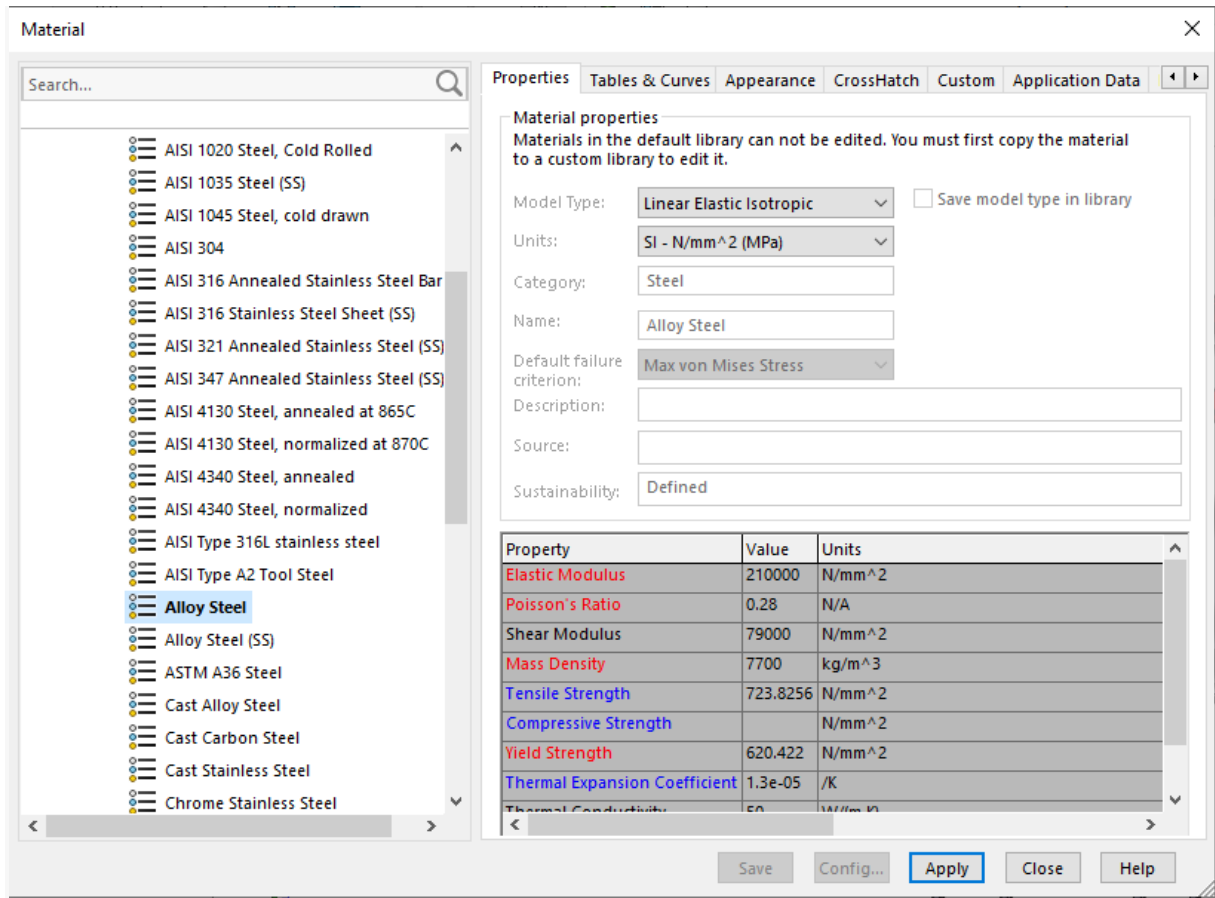 Material
Search...
AISI 1020 Steel, Cold Rolled
AISI 1035 Steel (SS)
AISI 1045 Steel, cold drawn
AISI 304
AISI 316 Annealed Stainless Steel Bar
AISI 316 Stainless Steel Sheet (SS)
AISI 321 Annealed Stainless Steel (SS)
AISI 347 Annealed Stainless Steel (SS)
AISI 4130 Steel, annealed at 865C
AISI 4130 Steel, normalized at 870C
AISI 4340 Steel, annealed
AISI 4340 Steel, normalized
AISI Type 316L stainless steel
AISI Type A2 Tool Steel
Alloy Steel
Alloy Steel (SS)
ASTM A36 Steel
Cast Alloy Steel
Cast Carbon Steel
Cast Stainless Steel
Chrome Stainless Steel
Properties Tables & Curves Appearance CrossHatch Custom Application Data
Material properties
Materials in the default library can not be edited. You must first copy the material
to a custom library to edit it.
Model Type: Linear Elastic Isotropic Save model type in library
Units: SI - N/mm^2 (MPa)
Category: Steel
Name: Alloy Steel
Default failure
criterion: Max von Mises Stress
Description:
Source:
Sustainability: Defined
Property Value Units
Elastic Modulus 210000 N/mm^2
Poisson's Ratio 0.28 N/A
Shear Modulus 79000 N/mm^2
Mass Density 7700 kg/m^3
Tensile Strength 723.8256 N/mm^2
Compressive Strength N/mm^2
Yield Strength 620.422 N/mm^2
Thermal Expansion Coefficient 1.3e-05 /K
Thermal Conductivity 50 W/(m·K)
Save Config... Apply Close Help